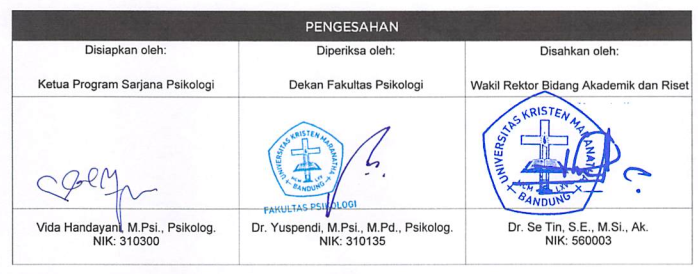 PENGESAHAN
Disiapkan oleh:
Ketua Program Sarjana Psikologi
Diperiksa oleh:
Dekan Fakultas Psikologi
Disahkan oleh:
Wakil Rektor Bidang Akademik dan Riset
UNIVERSITAS KRISTEN MARANATHA
BANDUNG
FAKULTAS PSIKOLOGI
UNIVERSITAS KRISTEN MARANATHA
BANDUNG
Vida Handayani, M.Psi., Psikolog.
NIK: 310300
Dr. Yuspendi, M.Psi., M.Pd., Psikolog.
NIK: 310135
Dr. Se Tin, S.E., M.Si., Ak.
NIK: 560003